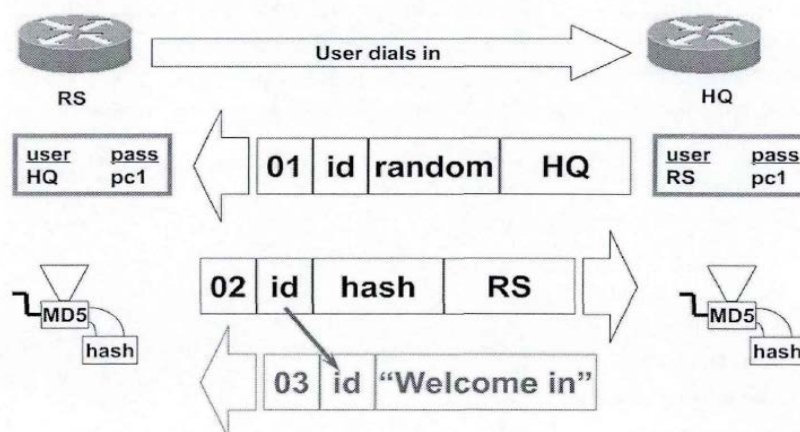 User dials in
RS
HQ
user pass
HQ pc1
01 id random HQ
user pass
RS pc1
02 id hash RS
MD5
hash
MD5
hash
03 id “Welcome in”